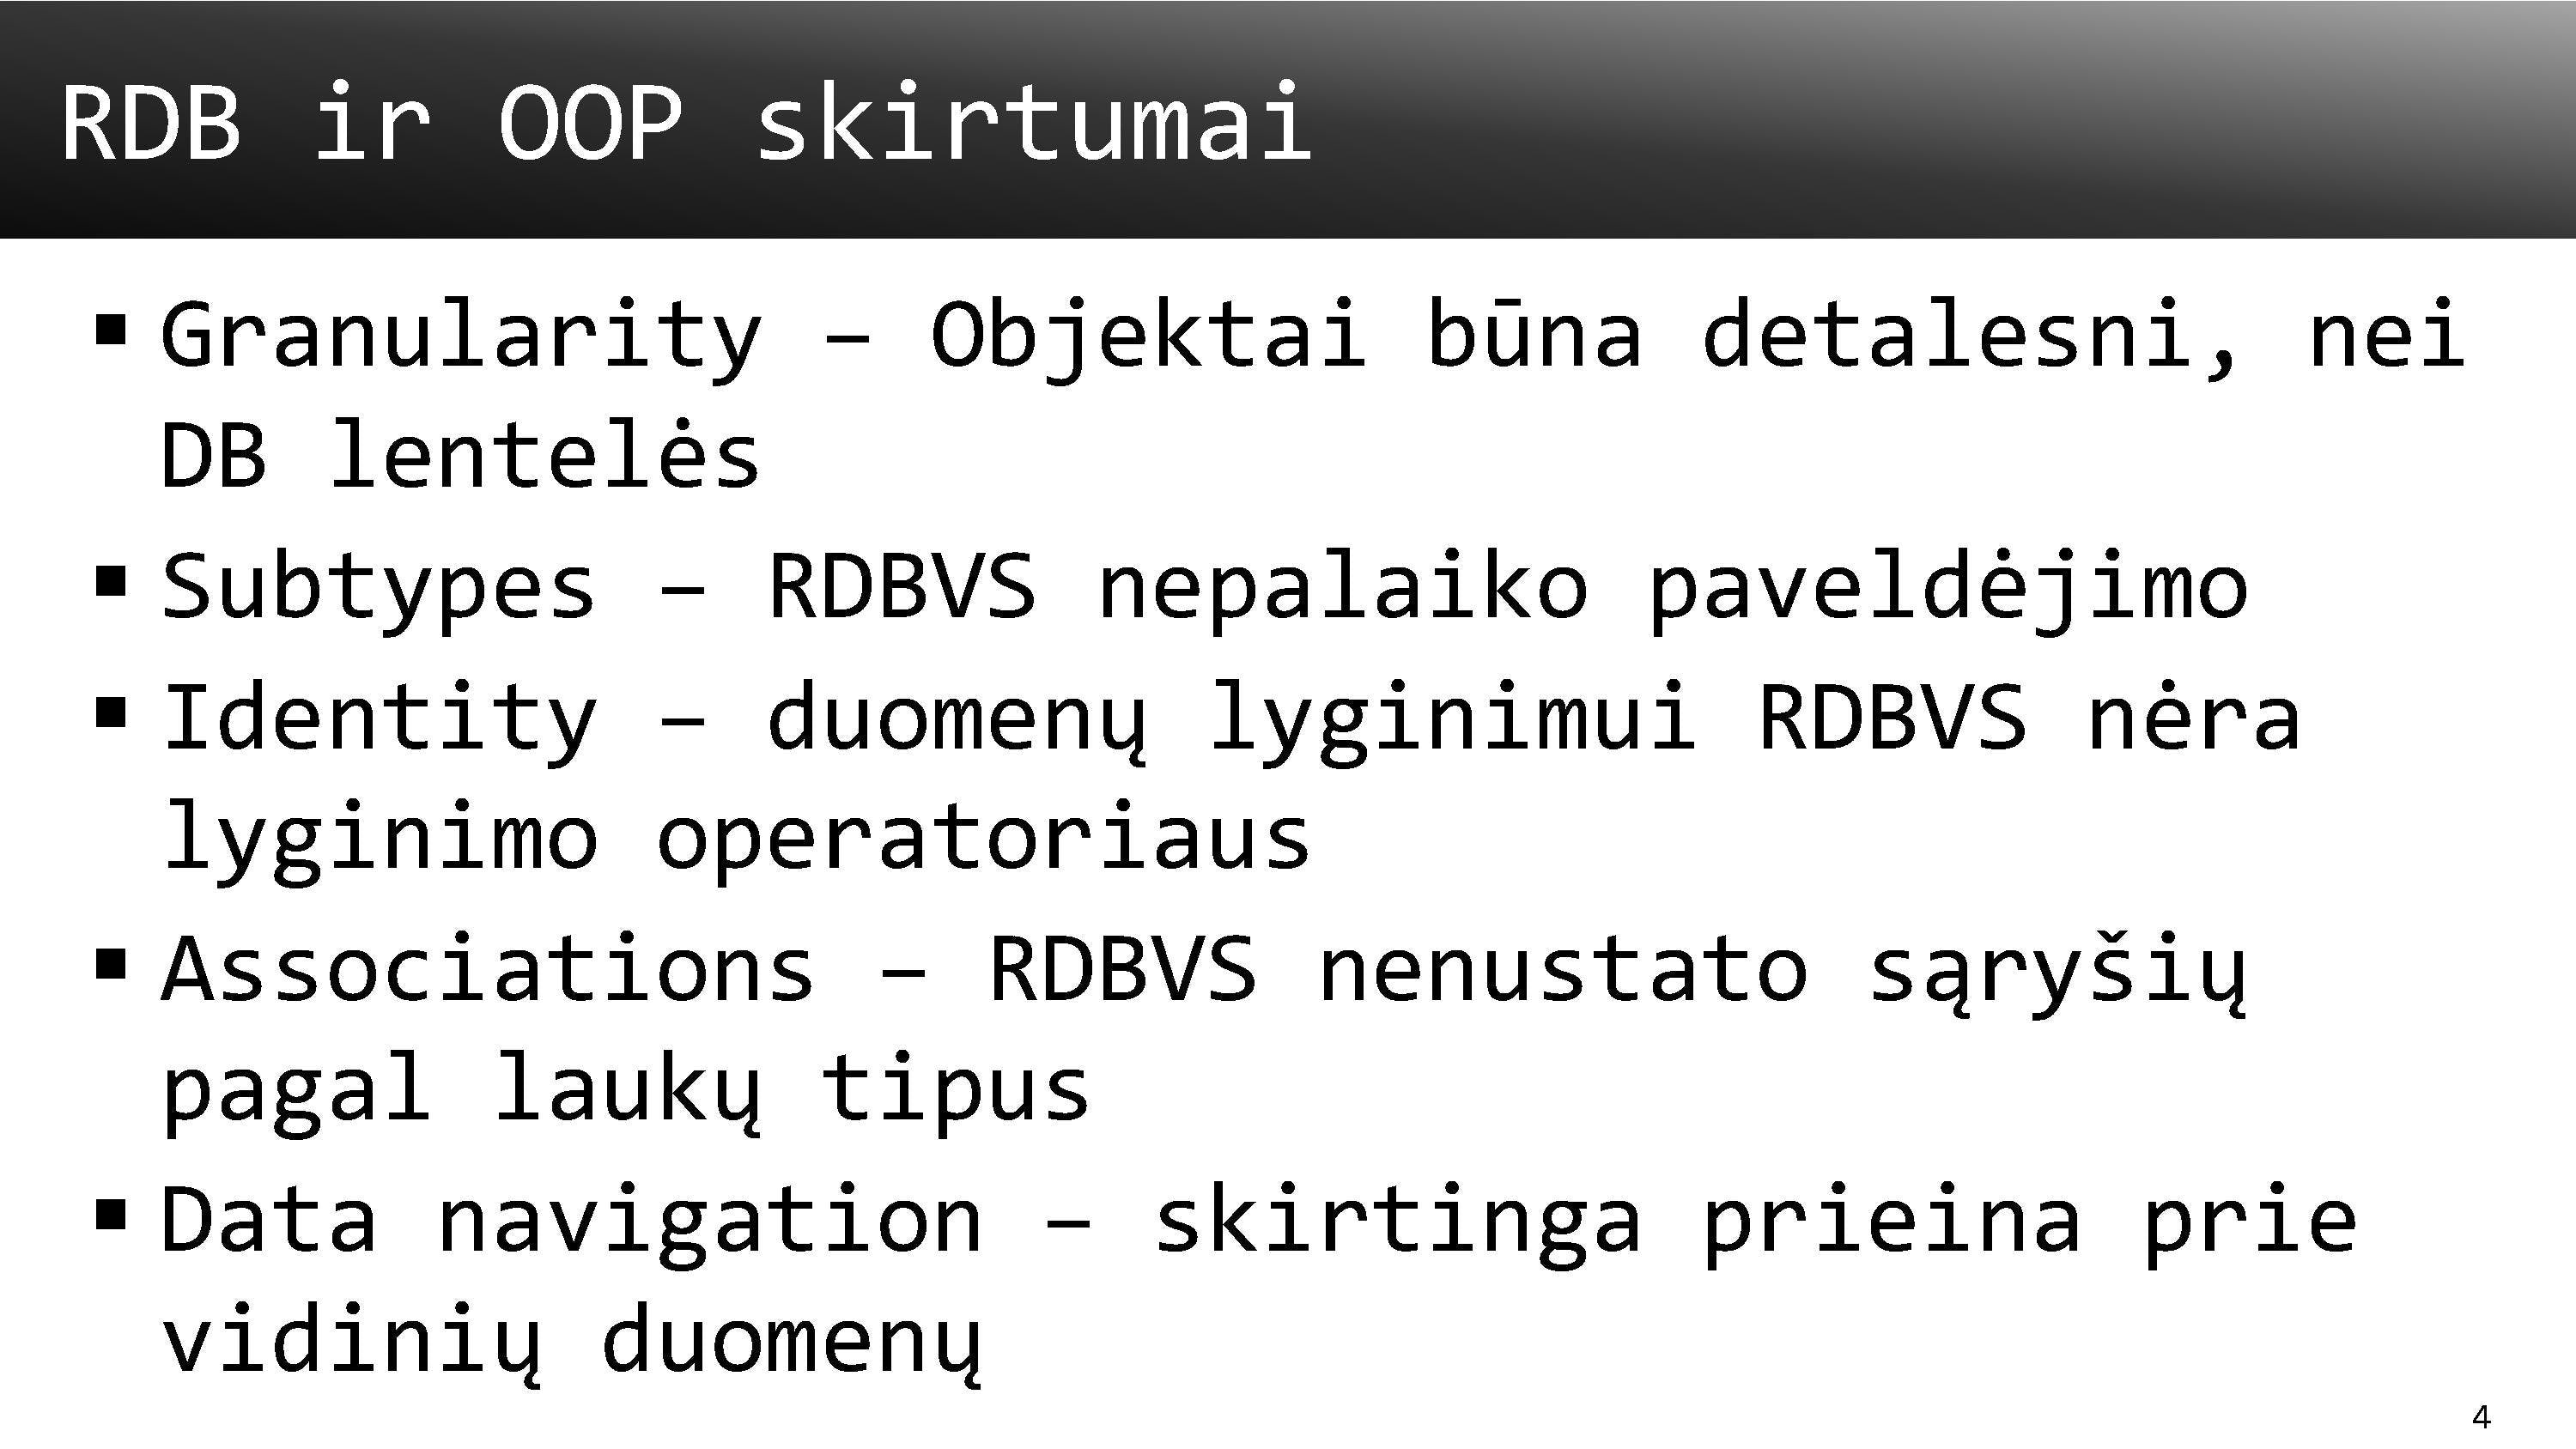 RDB ir OOP skirtumai
▪ Granularity – Objektai būna detalesni, nei
DB lentelės
▪ Subtypes – RDBVS nepalaiko paveldėjimo
▪ Identity – duomenų lyginimui RDBVS nėra
lyginimo operatoriaus
▪ Associations – RDBVS nenustato sąryšių
pagal laukų tipus
▪ Data navigation – skirtinga prieina prie
vidinių duomenų
4